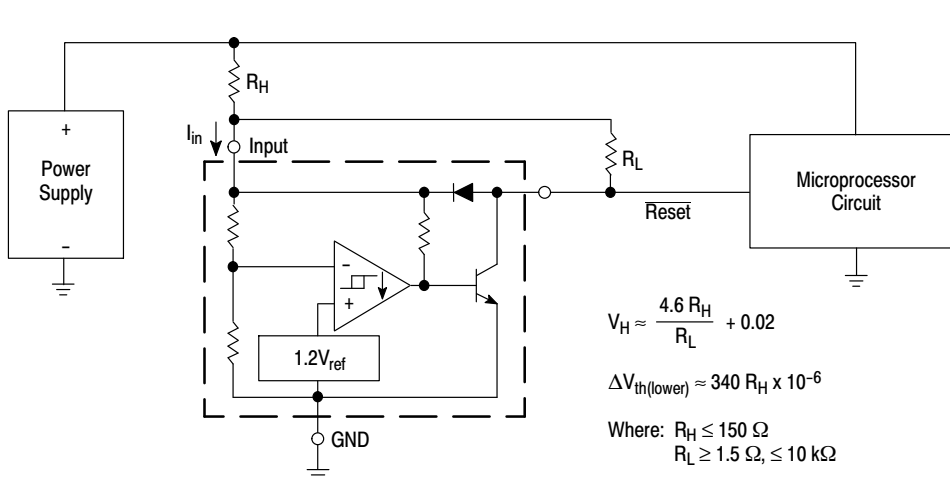 R_H
I_in
Input
R_L
+
Power
Supply
−
Reset
Microprocessor
Circuit
−
+
1.2V_ref
GND
V_H ≈ 4.6 R_H / R_L + 0.02
ΔV_th(lower) ≈ 340 R_H x 10^−6
Where: R_H ≤ 150 Ω
R_L ≥ 1.5 Ω, ≤ 10 kΩ